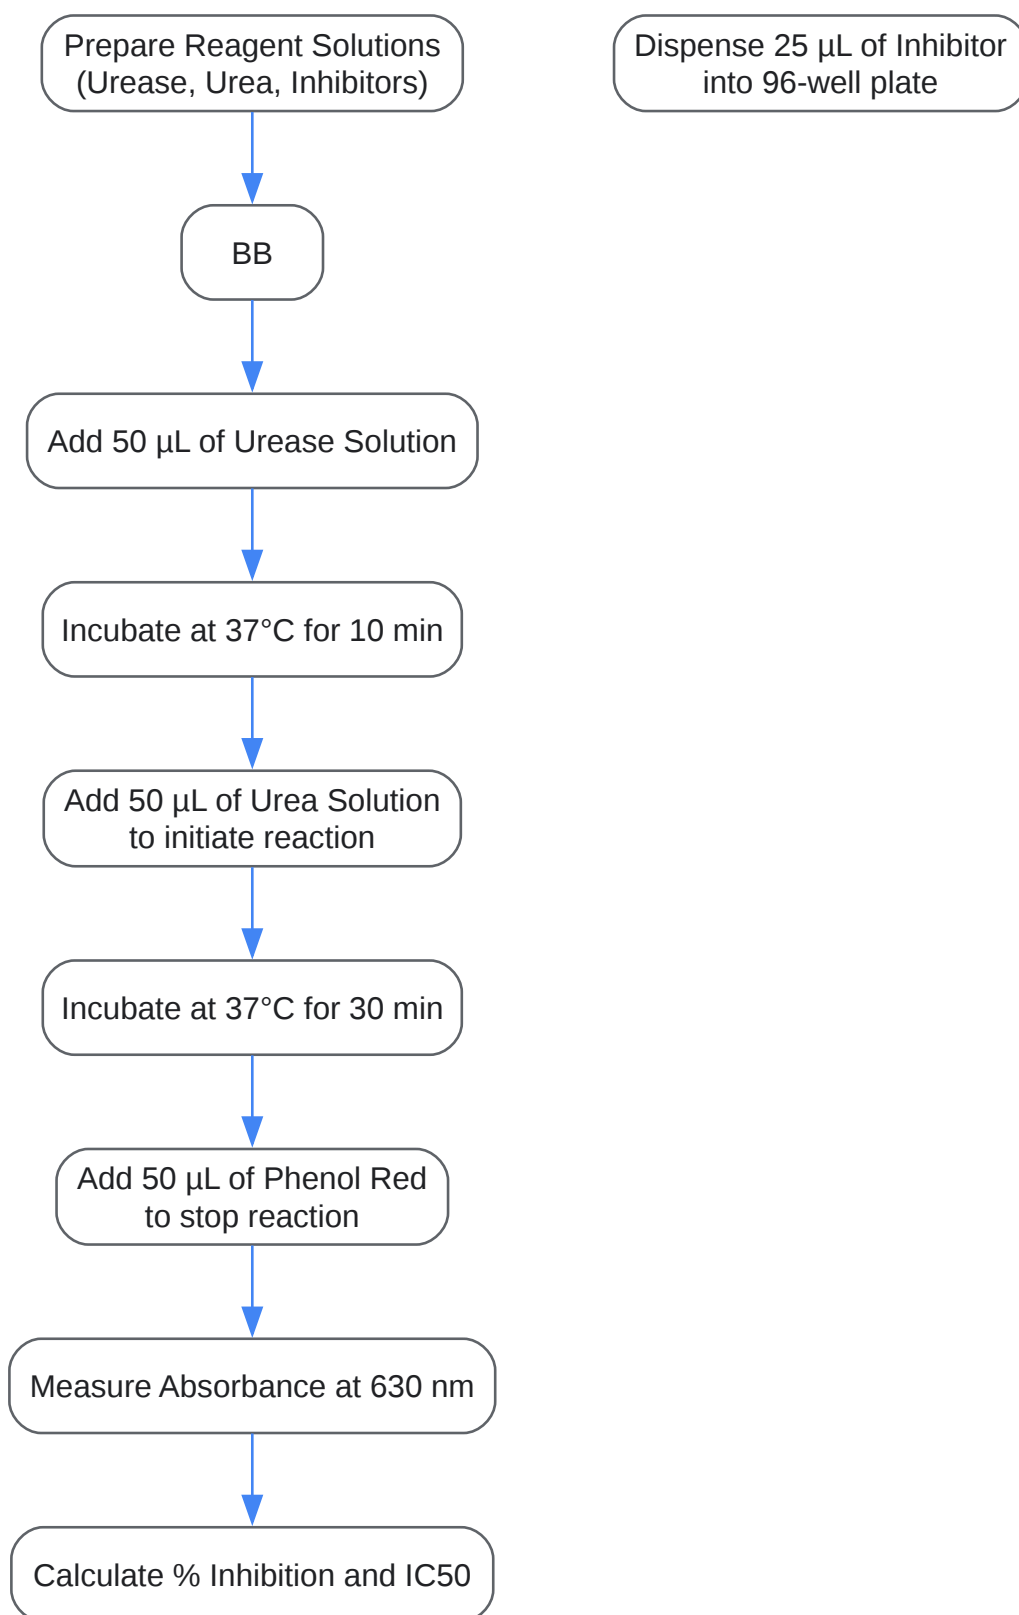 Prepare Reagent Solutions
(Urease, Urea, Inhibitors)
Dispense 25 µL of Inhibitor
into 96-well plate
BB
Add 50 µL of Urease Solution
Incubate at 37°C for 10 min
Add 50 µL of Urea Solution
to initiate reaction
Incubate at 37°C for 30 min
Add 50 µL of Phenol Red
to stop reaction
Measure Absorbance at 630 nm
Calculate % Inhibition and IC50